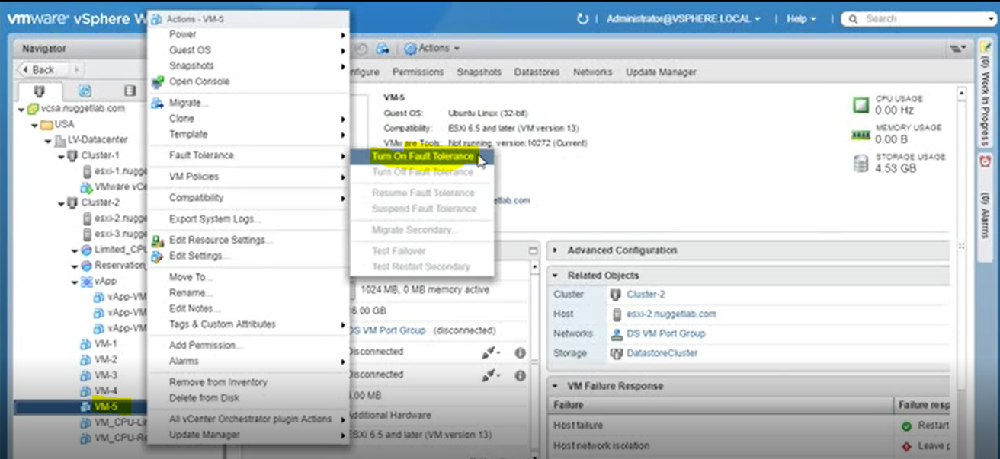 vmware® vSphere W
Administrator@VSPHERE.LOCAL
Help
Search
Navigator
Back
vcsa.nuggetlab.com
USA
LV-Datacenter
Cluster-1
esxi-1.nugge
VMware vCe
Cluster-2
esxi-2.nugge
esxi-3.nugge
Limited_CPU
Reservation_
vApp
vApp-VM
vApp-VM
vApp-VM
VM-1
VM-2
VM-3
VM-4
VM-5
VM_CPU-Li
VM_CPU-Re
Actions - VM-5
Power
Guest OS
Snapshots
Open Console
Migrate...
Clone
Template
Fault Tolerance
VM Policies
Compatibility
Export System Logs...
Edit Resource Settings...
Edit Settings...
Move To...
Rename...
Edit Notes...
Tags & Custom Attributes
Add Permission...
Alarms
Remove from Inventory
Delete from Disk
All vCenter Orchestrator plugin Actions
Update Manager
Turn On Fault Tolerance
Turn Off Fault Tolerance
Resume Fault Tolerance
Suspend Fault Tolerance
Migrate Secondary...
Test Failover
Test Restart Secondary
Actions
nfigure Permissions Snapshots Datastores Networks Update Manager
VM-5
Guest OS: Ubuntu Linux (32-bit)
Compatibility: ESXi 6.5 and later (VM version 13)
VMware Tools: Not running, version:10272 (Current)
etlab.com
CPU USAGE
0.00 Hz
MEMORY USAGE
0.00 B
STORAGE USAGE
4.53 GB
1024 MB, 0 MB memory active
6.00 GB
DS VM Port Group (disconnected)
Disconnected
Disconnected
4.00 MB
Additional Hardware
ESXi 6.5 and later (VM version 13)
Advanced Configuration
Related Objects
Cluster Cluster-2
Host esxi-2.nuggetlab.com
Networks DS VM Port Group
Storage DatastoreCluster
VM Failure Response
Failure Failure resp
Host failure Restart
Host network isolation Leave p
(0) Work In Progress
(0) Alarms